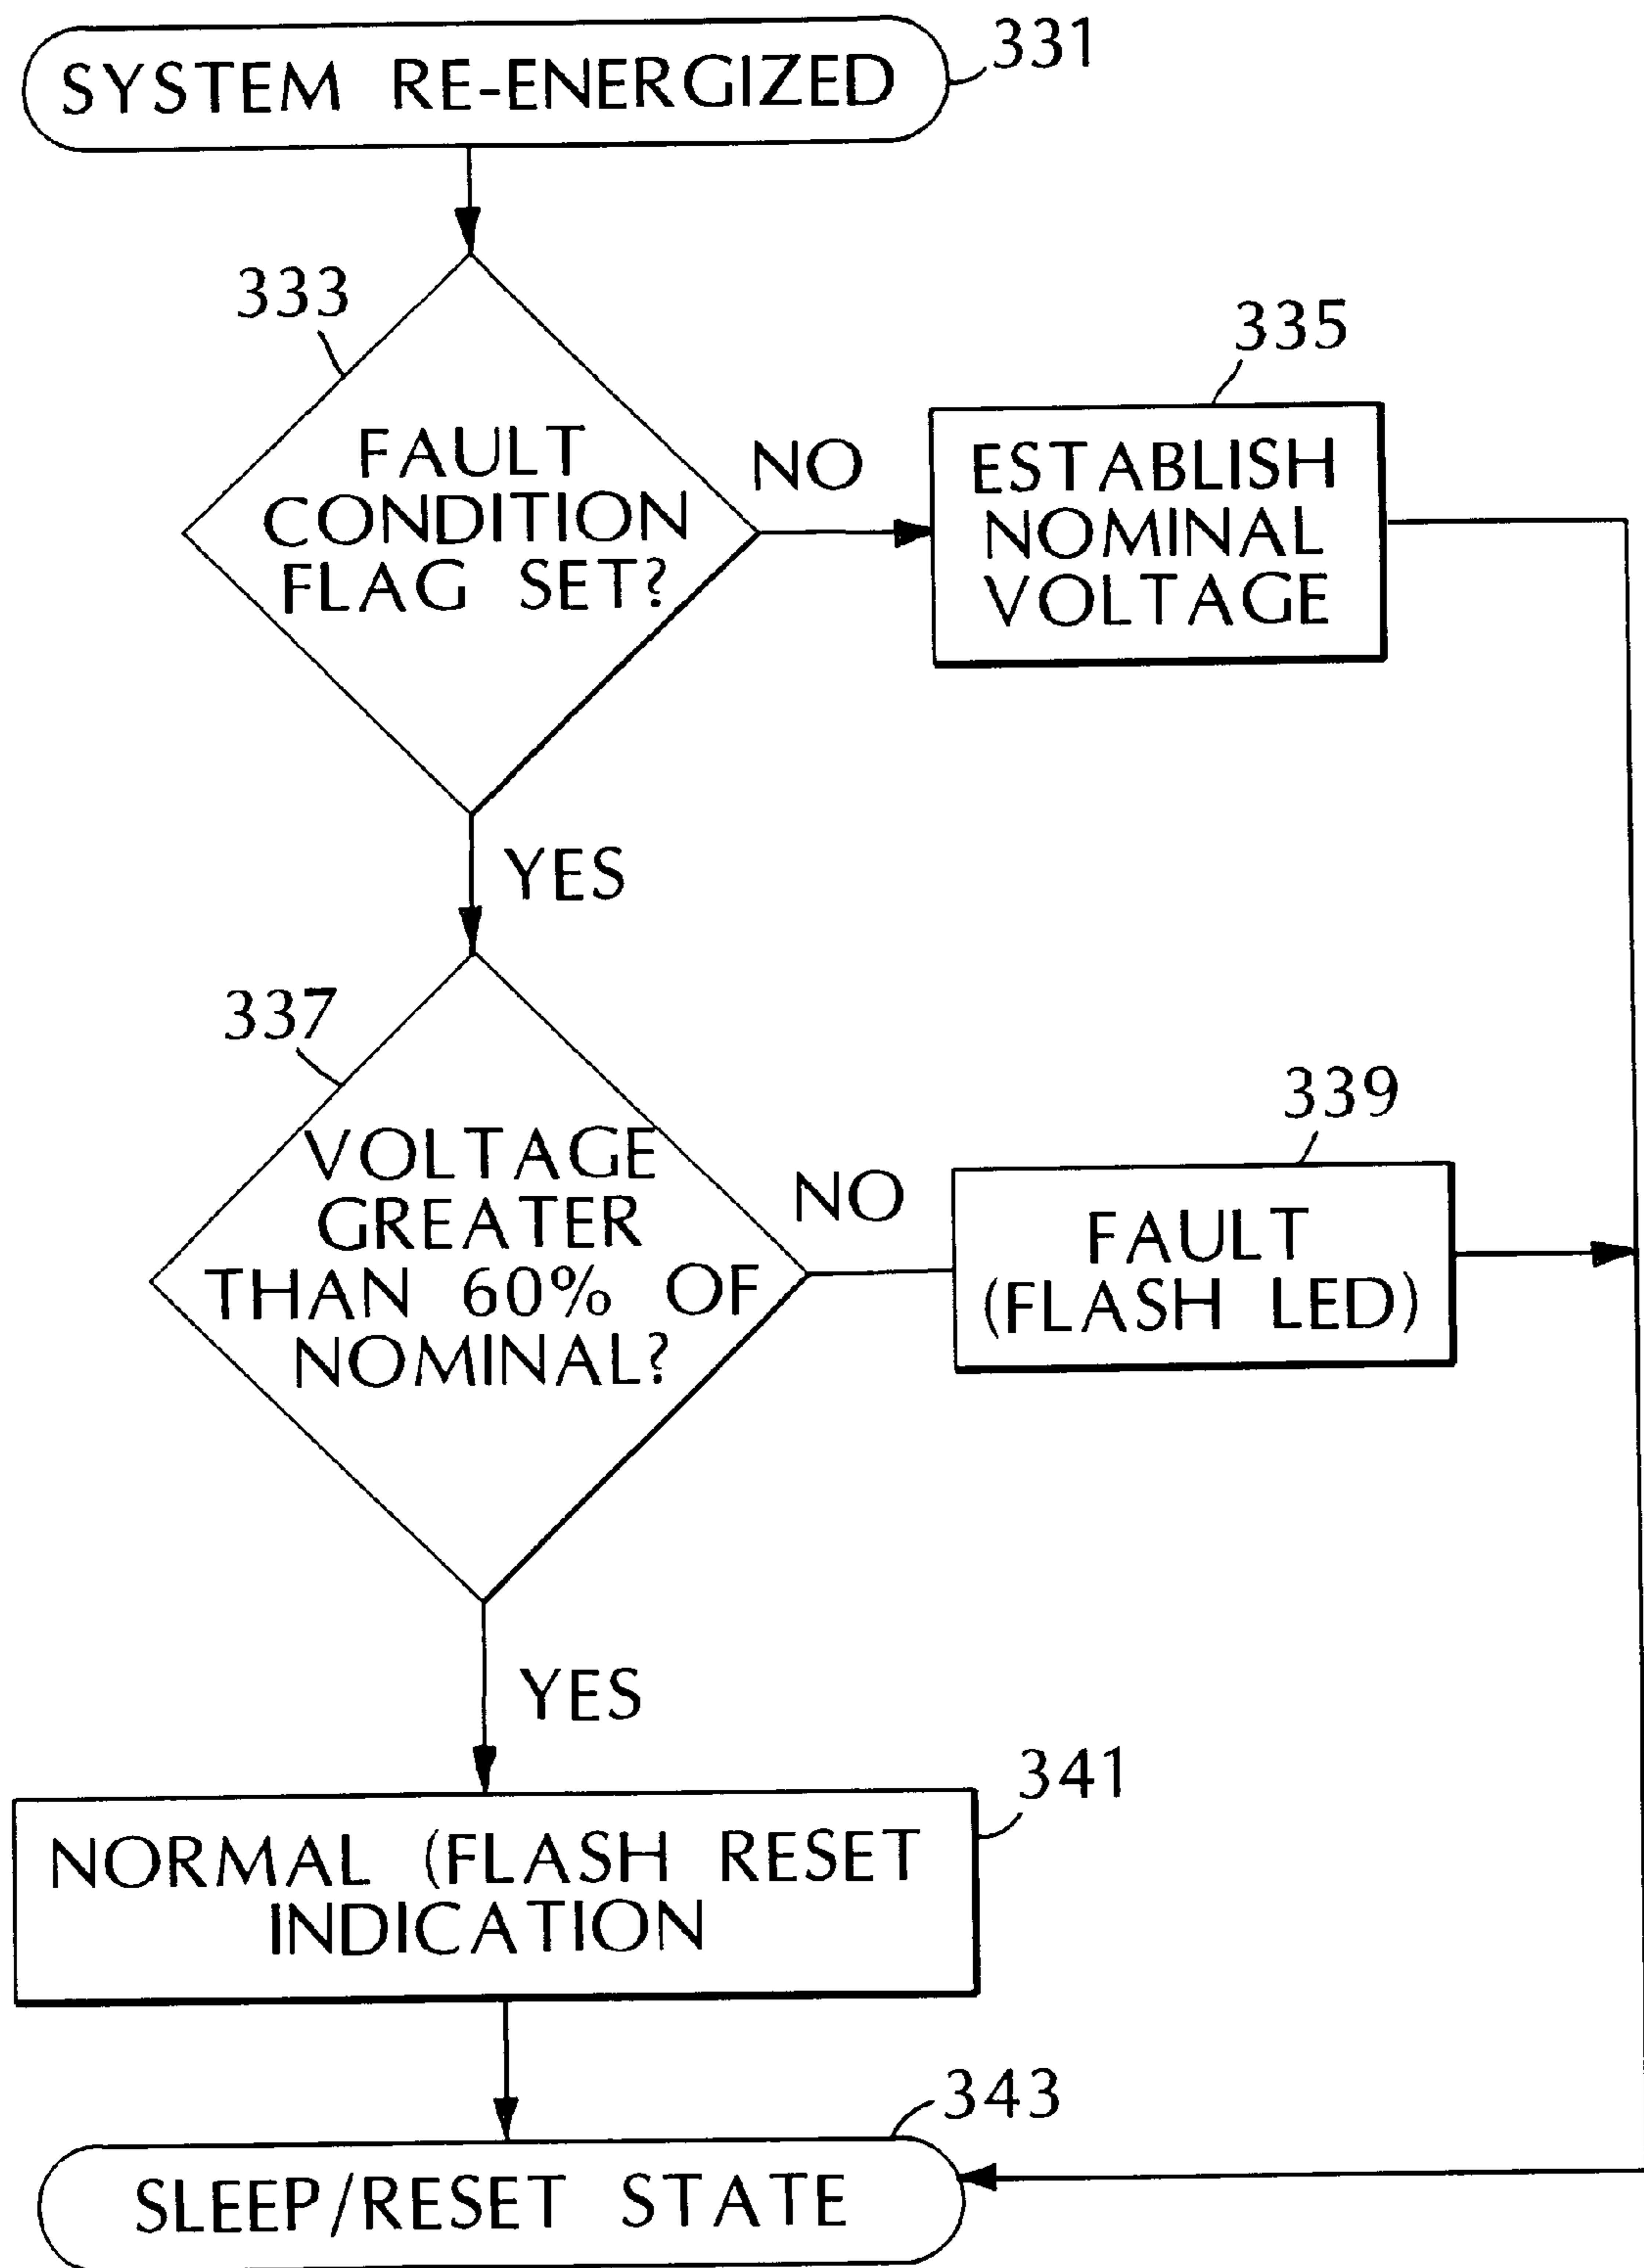 SYSTEM RE-ENERGIZED
331
333
FAULT
CONDITION
FLAG SET?
NO
335
ESTABLISH
NOMINAL
VOLTAGE
YES
337
VOLTAGE
GREATER
THAN 60% OF
NOMINAL?
NO
339
FAULT
(FLASH LED)
YES
341
NORMAL (FLASH RESET
INDICATION
343
SLEEP/RESET STATE